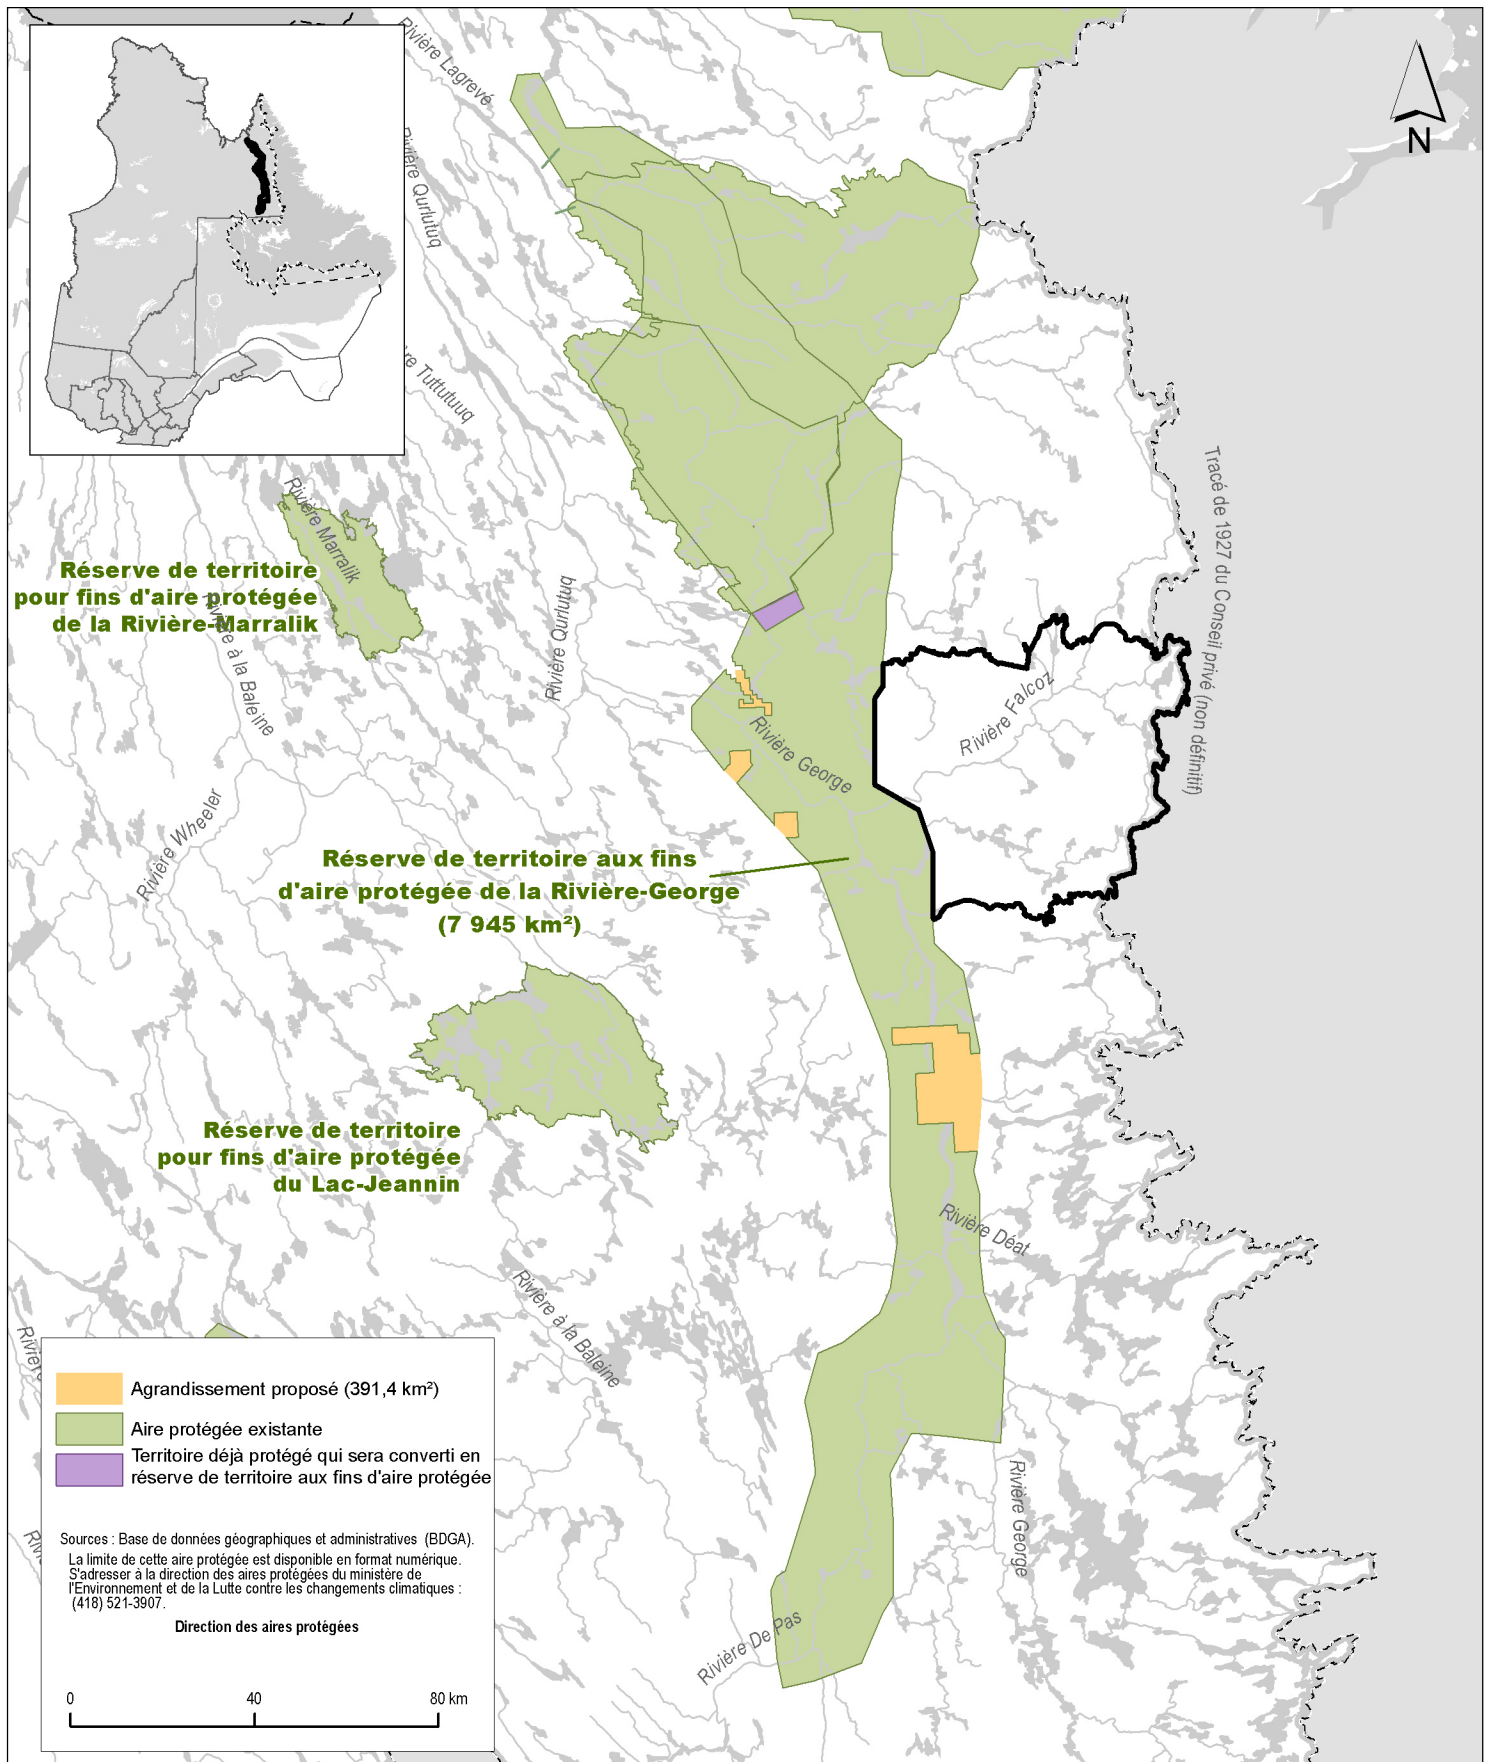 Rivière Lagrevé
N
Rivière Qurlutuq
re Tuttutuuq
Tracé de 1927 du Conseil privé (non définitif)
Rivière Marralik
Réserve de territoire
pour fins d'aire protégée
de la Rivière-Marralik
Rivière à la Baleine
Rivière Qurlutuq
Rivière Falcoz
Rivière George
Rivière Wheeler
Réserve de territoire aux fins
d'aire protégée de la Rivière-George
(7 945 km²)
Réserve de territoire
pour fins d'aire protégée
du Lac-Jeannin
Rivière Déat
Rivière à la Baleine
Rivière
Agrandissement proposé (391,4 km²)
Aire protégée existante
Territoire déjà protégé qui sera converti en
réserve de territoire aux fins d'aire protégée
Rivière George
Sources : Base de données géographiques et administratives (BDGA).
La limite de cette aire protégée est disponible en format numérique.
S'adresser à la direction des aires protégées du ministère de
l'Environnement et de la Lutte contre les changements climatiques :
(418) 521-3907.
Direction des aires protégées
Rivière De Pas
0 40 80 km